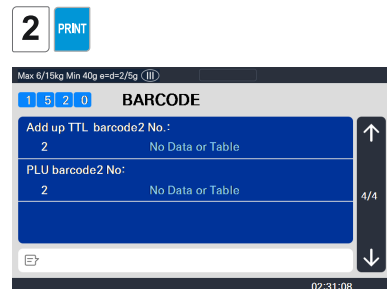 2 PRINT
Max 6/15kg Min 40g e=d=2/5g III
1 5 2 0 BARCODE
Add up TTL barcode2 No.:
2 No Data or Table
PLU barcode2 No:
2 No Data or Table
4/4
02:31:08